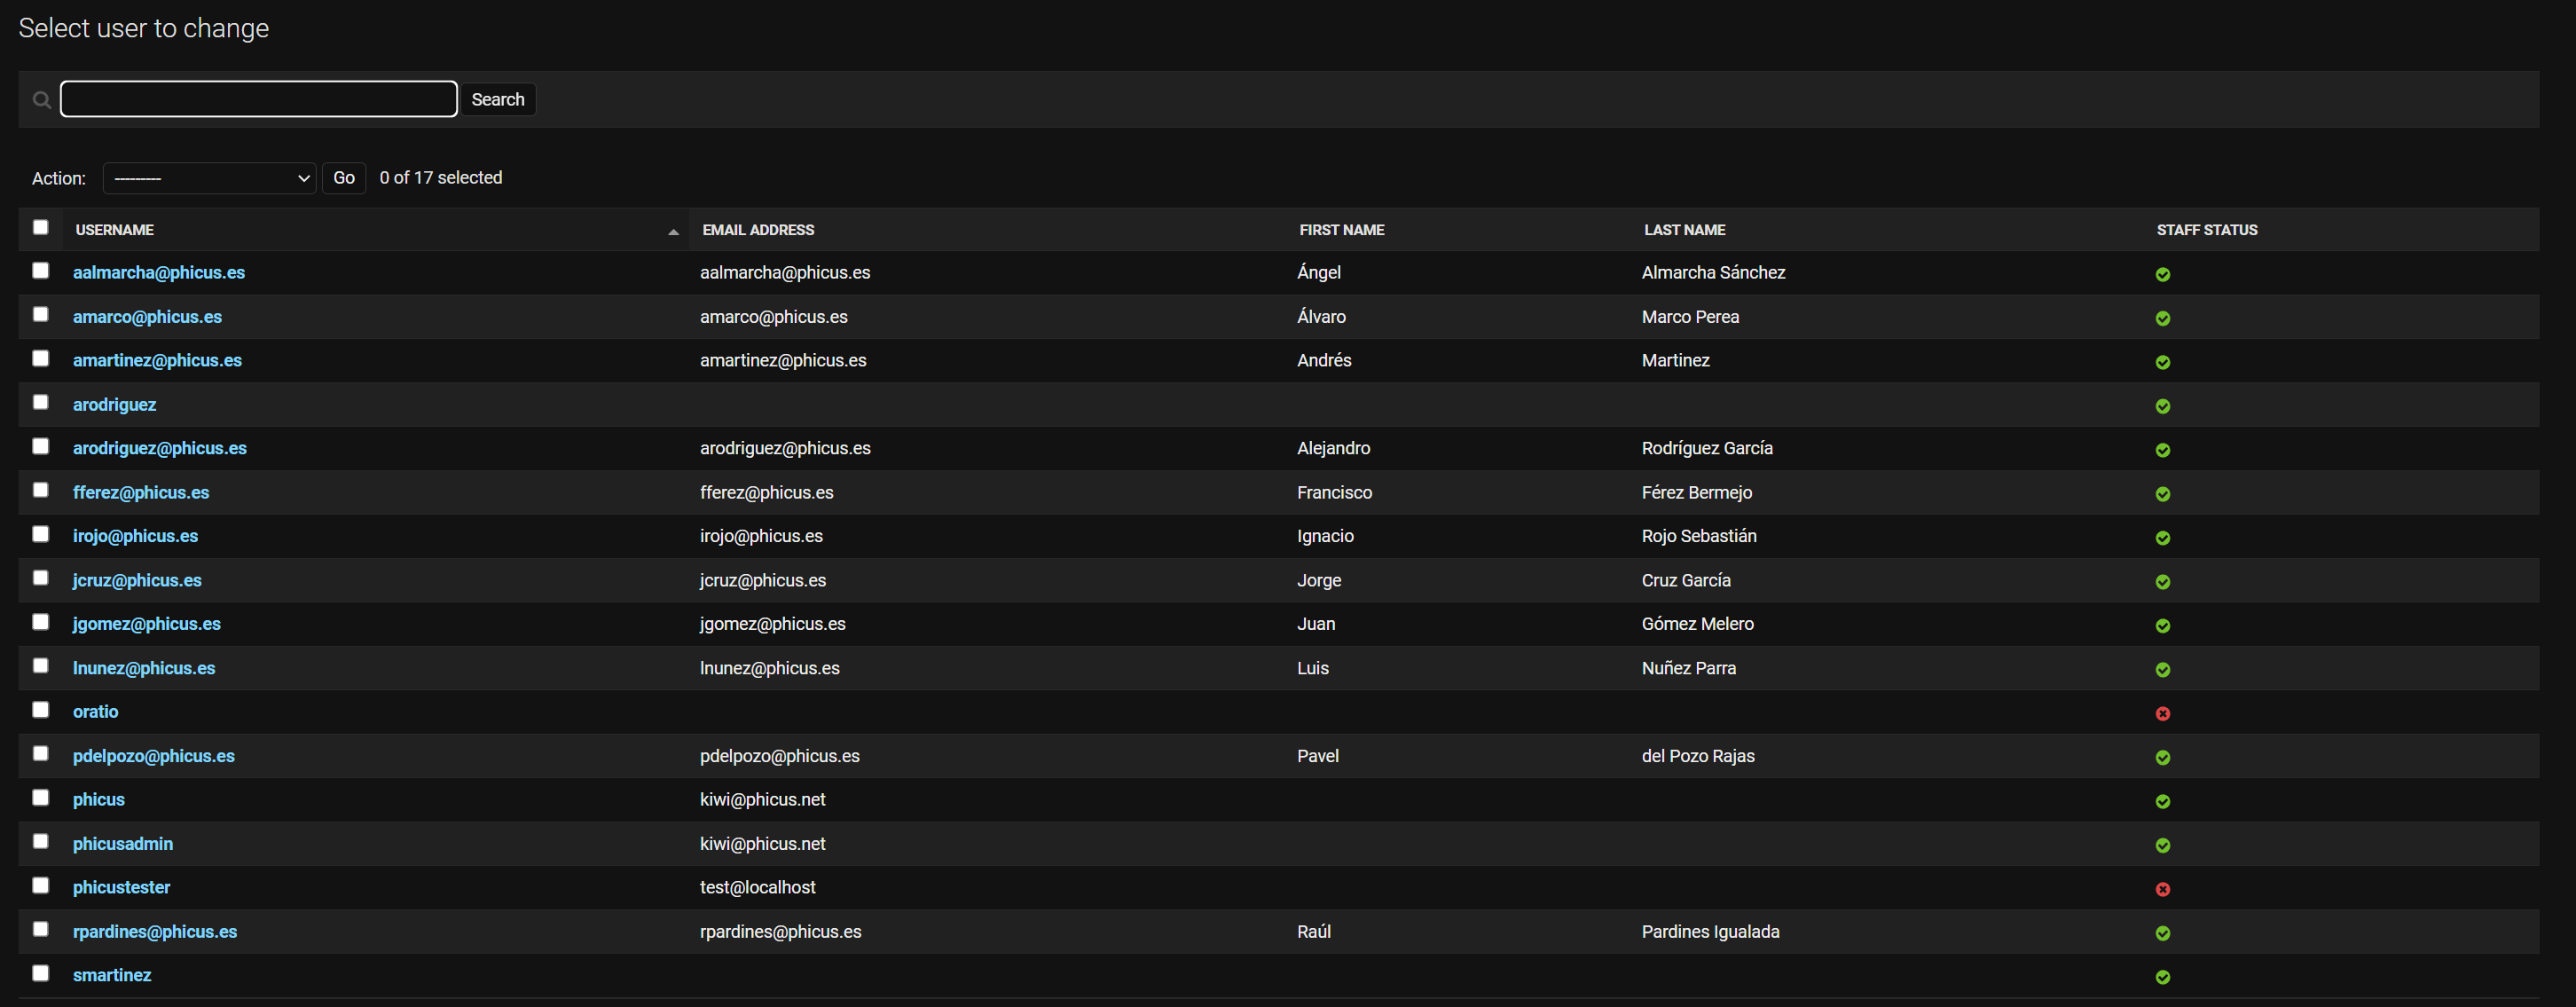 Select user to change
Search
Action: --------- Go 0 of 17 selected
USERNAME EMAIL ADDRESS FIRST NAME LAST NAME STAFF STATUS
aalmarcha@phicus.es aalmarcha@phicus.es Ángel Almarcha Sánchez
amarco@phicus.es amarco@phicus.es Álvaro Marco Perea
amartinez@phicus.es amartinez@phicus.es Andrés Martinez
arodriguez
arodriguez@phicus.es arodriguez@phicus.es Alejandro Rodríguez García
fferez@phicus.es fferez@phicus.es Francisco Férez Bermejo
irojo@phicus.es irojo@phicus.es Ignacio Rojo Sebastián
jcruz@phicus.es jcruz@phicus.es Jorge Cruz García
jgomez@phicus.es jgomez@phicus.es Juan Gómez Melero
lnunez@phicus.es lnunez@phicus.es Luis Nuñez Parra
oratio
pdelpozo@phicus.es pdelpozo@phicus.es Pavel del Pozo Rajas
phicus kiwi@phicus.net
phicusadmin kiwi@phicus.net
phicustester test@localhost
rpardines@phicus.es rpardines@phicus.es Raúl Pardines Igualada
smartinez